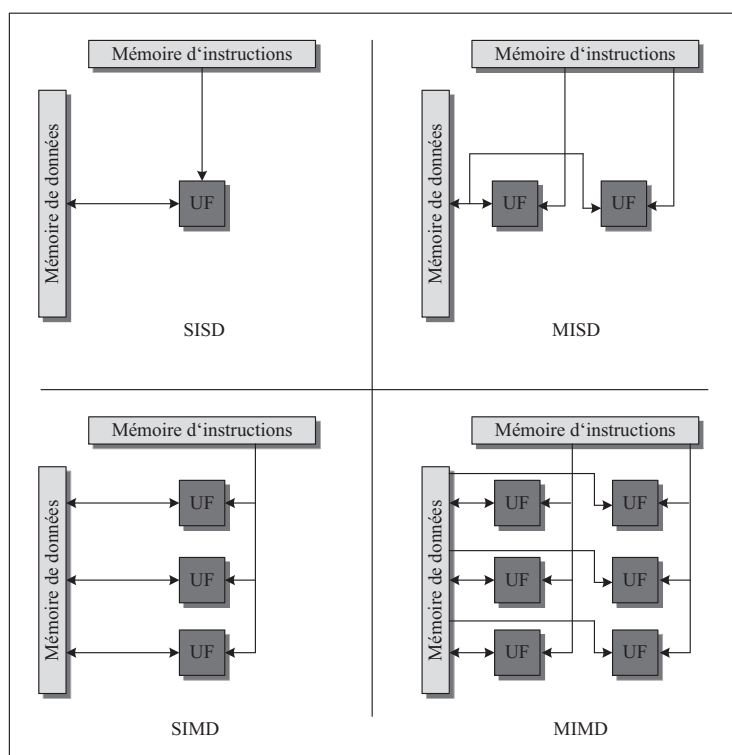 Mémoire d‘instructions
Mémoire de données
UF
SISD
Mémoire d‘instructions
Mémoire de données
UF
UF
MISD
Mémoire d‘instructions
Mémoire de données
UF
UF
UF
SIMD
Mémoire d‘instructions
Mémoire de données
UF
UF
UF
UF
UF
UF
MIMD